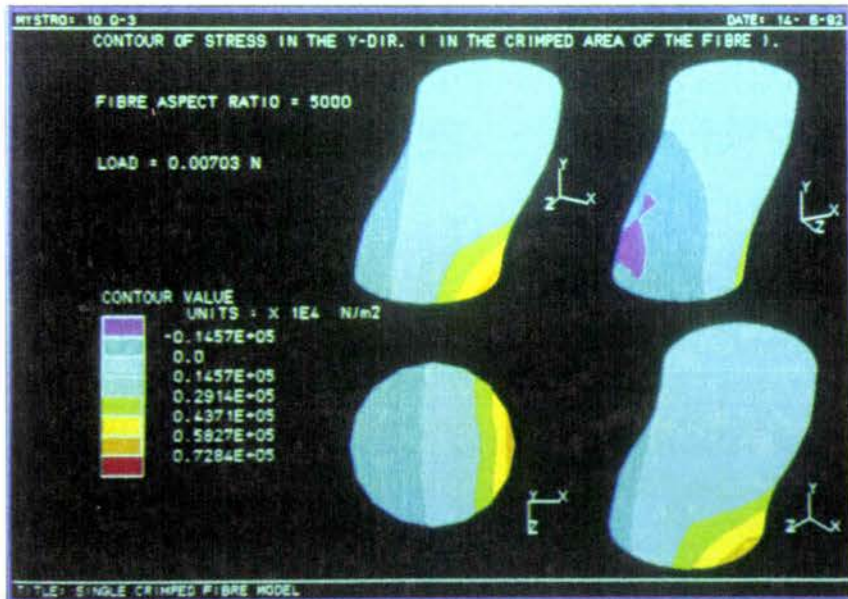 MYSTRO: 10.0-3 DATE: 14- 6-92
CONTOUR OF STRESS IN THE Y-DIR. ( IN THE CRIMPED AREA OF THE FIBRE ).
FIBRE ASPECT RATIO = 5000
LOAD = 0.00703 N
Y
Z X
Y
X
Z
CONTOUR VALUE
UNITS = X 1E4 N/m2
-0.1457E+05
0.0
0.1457E+05
0.2914E+05
0.4371E+05
0.5827E+05
0.7284E+05
Y X
Z
Y
Z X
TITLE: SINGLE CRIMPED FIBRE MODEL